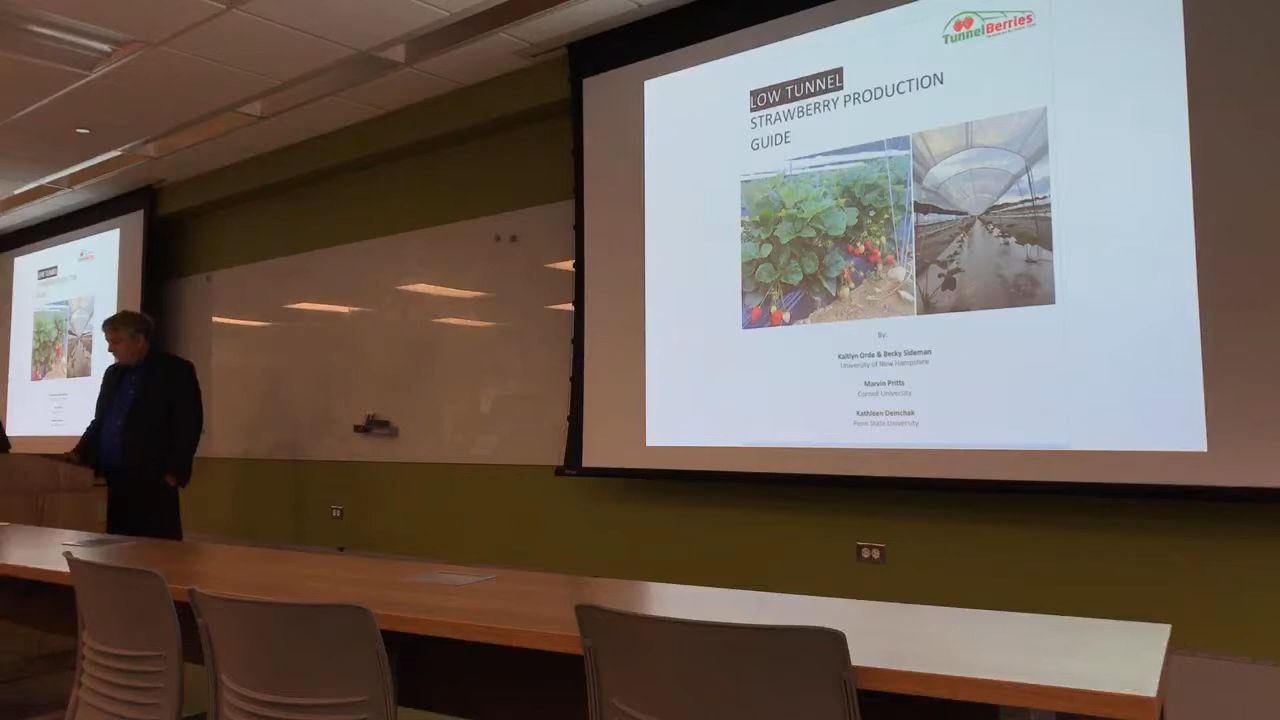 TunnelBerries
LOW TUNNEL
STRAWBERRY PRODUCTION
GUIDE
By:
Kaitlyn Orde & Becky Sideman
University of New Hampshire
Marvin Pritts
Cornell University
Kathleen Demchak
Penn State University